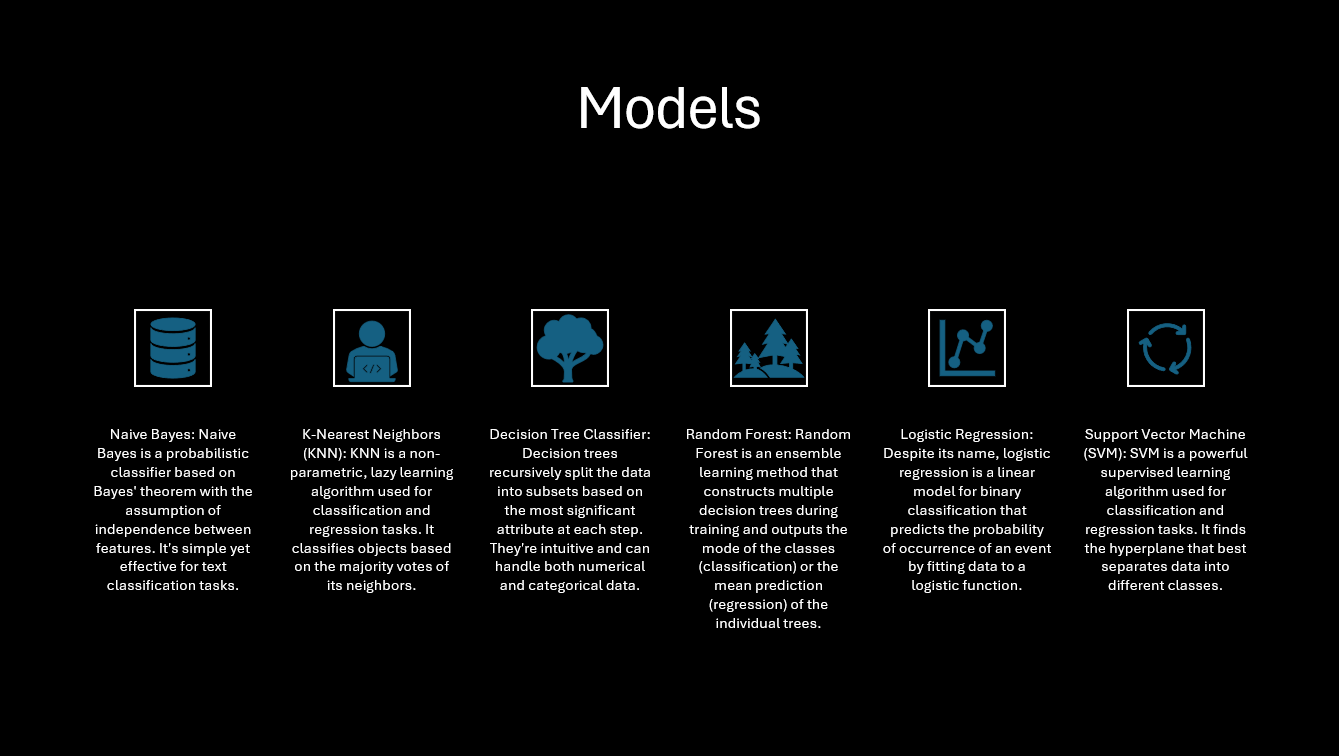 Models
Naive Bayes: Naive
Bayes is a probabilistic
classifier based on
Bayes' theorem with the
assumption of
independence between
features. It's simple yet
effective for text
classification tasks.
K-Nearest Neighbors
(KNN): KNN is a non-
parametric, lazy learning
algorithm used for
classification and
regression tasks. It
classifies objects based
on the majority votes of
its neighbors.
Decision Tree Classifier:
Decision trees
recursively split the data
into subsets based on
the most significant
attribute at each step.
They're intuitive and can
handle both numerical
and categorical data.
Random Forest: Random
Forest is an ensemble
learning method that
constructs multiple
decision trees during
training and outputs the
mode of the classes
(classification) or the
mean prediction
(regression) of the
individual trees.
Logistic Regression:
Despite its name, logistic
regression is a linear
model for binary
classification that
predicts the probability
of occurrence of an event
by fitting data to a
logistic function.
Support Vector Machine
(SVM): SVM is a powerful
supervised learning
algorithm used for
classification and
regression tasks. It finds
the hyperplane that best
separates data into
different classes.